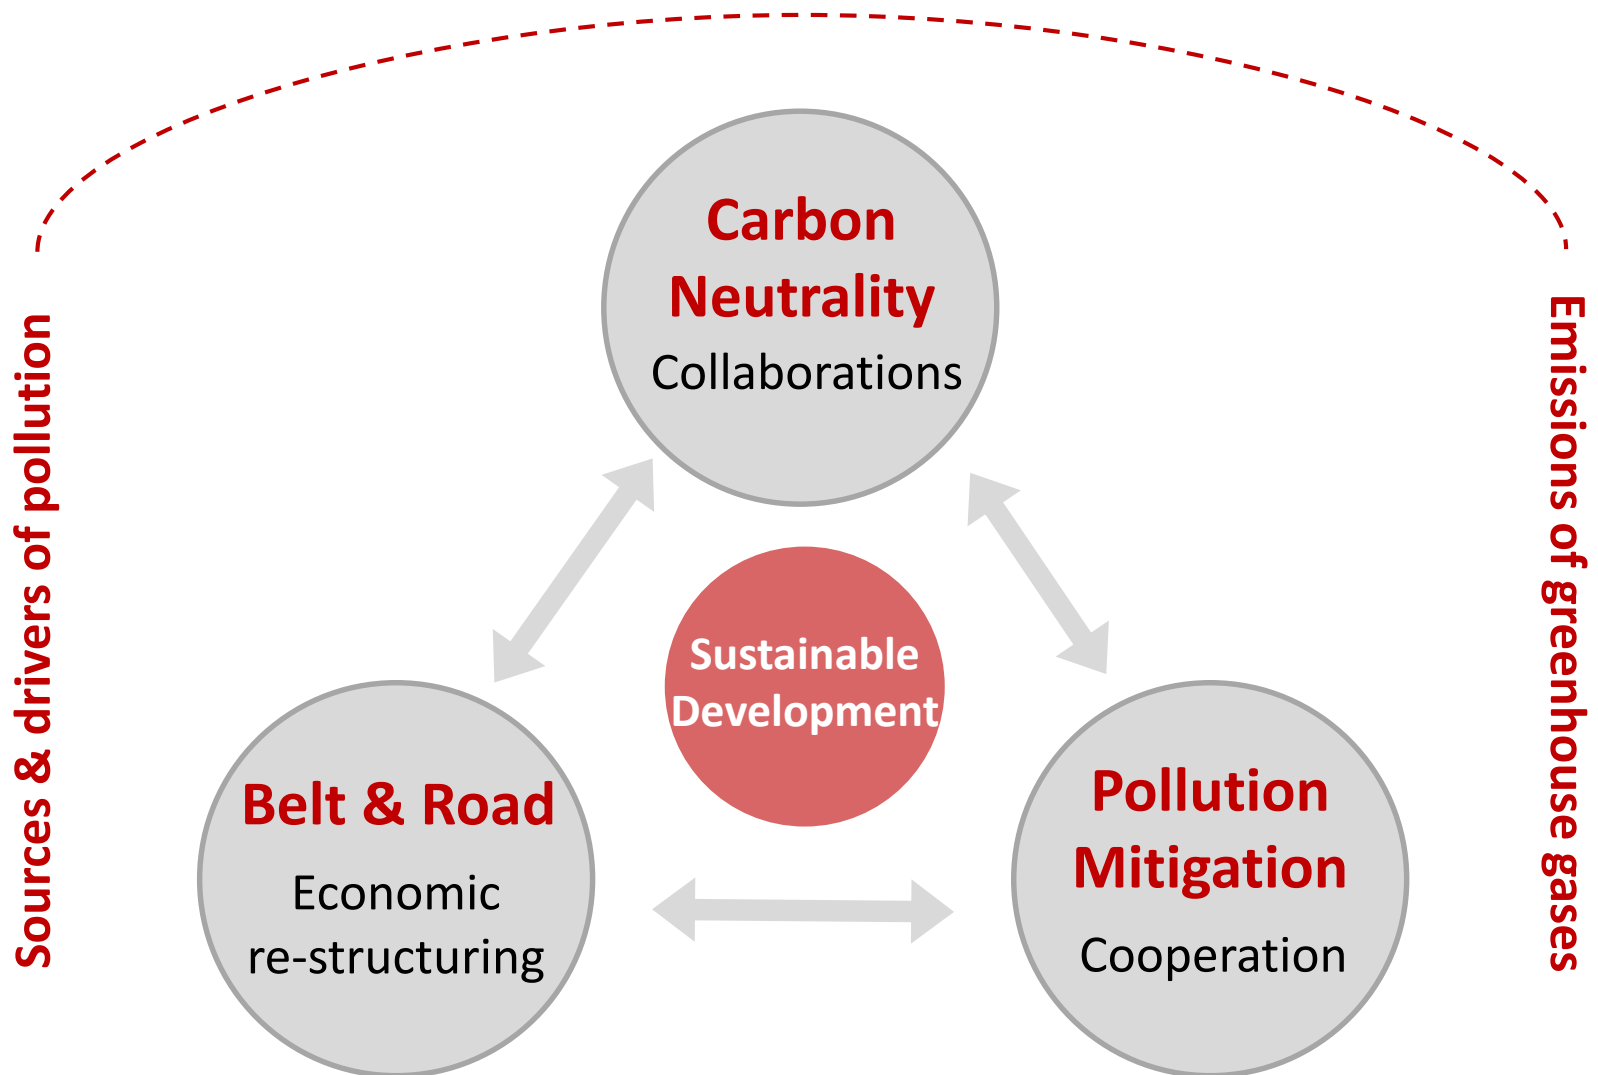 Carbon
Neutrality
Collaborations
Sources & drivers of pollution
Emissions of greenhouse gases
Sustainable
Development
Belt & Road
Economic
re-structuring
Pollution
Mitigation
Cooperation